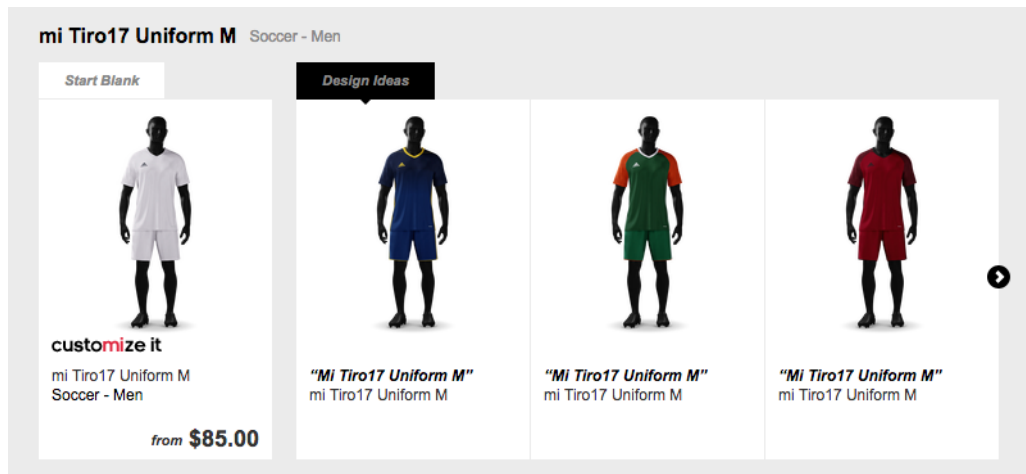 mi Tiro17 Uniform M Soccer - Men
Start Blank
Design Ideas
customize it
mi Tiro17 Uniform M
Soccer - Men
from $85.00
“Mi Tiro17 Uniform M”
mi Tiro17 Uniform M
“Mi Tiro17 Uniform M”
mi Tiro17 Uniform M
“Mi Tiro17 Uniform M”
mi Tiro17 Uniform M